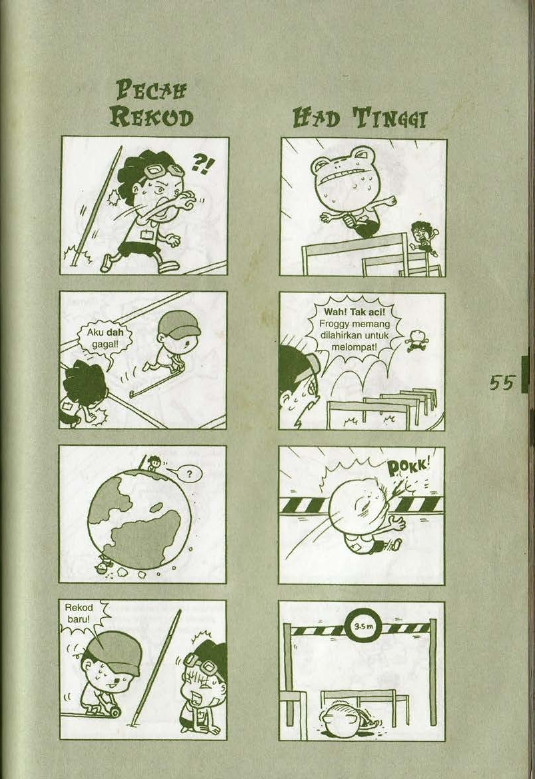 PECAH
REKOD
?!
Aku dah
gagal!
?
Rekod
baru!
HAD TINGGI
Wah! Tak aci!
Froggy memang
dilahirkan untuk
melompat!
POKK!
3.5 m
55